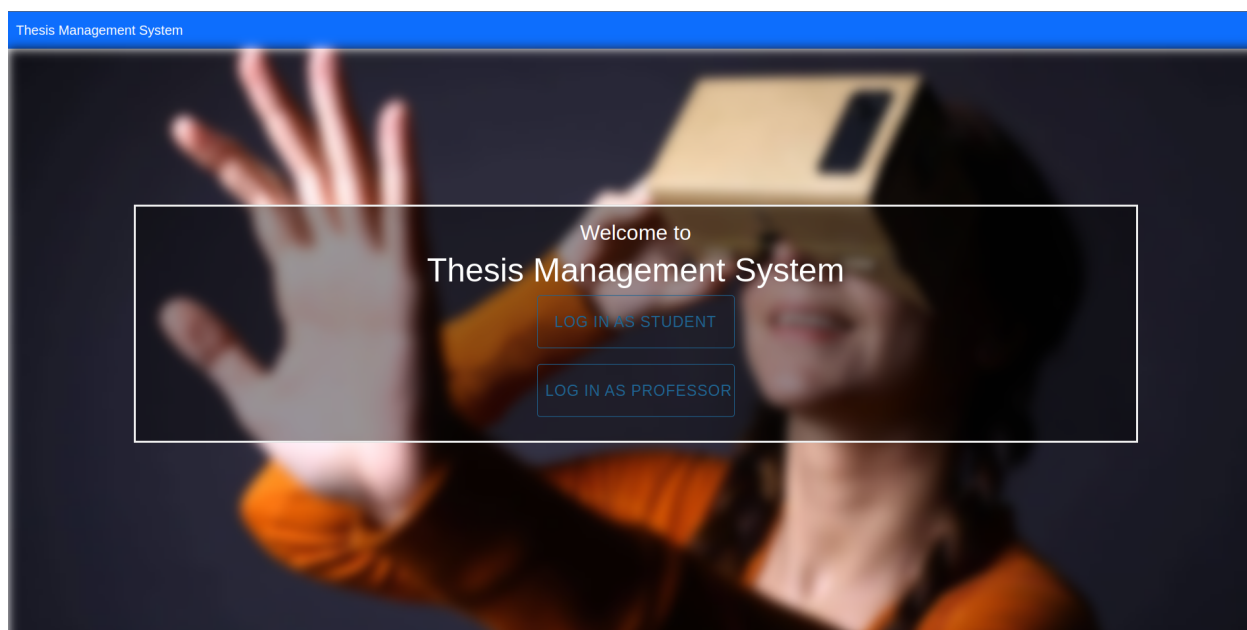 Thesis Management System
Welcome to
Thesis Management System
LOG IN AS STUDENT
LOG IN AS PROFESSOR